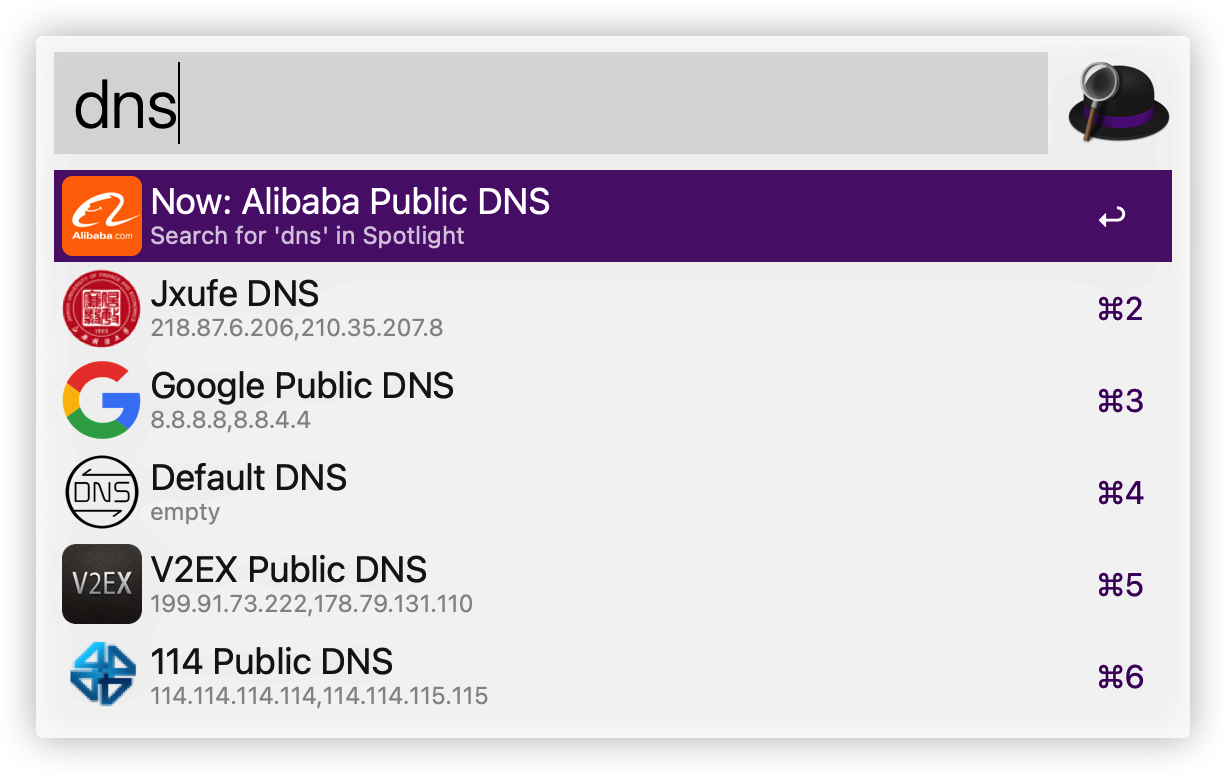 dns
Now: Alibaba Public DNS
Search for 'dns' in Spotlight
Alibaba.com
Jxufe DNS
218.87.6.206,210.35.207.8
⌘2
Google Public DNS
8.8.8.8,8.8.4.4
⌘3
DNS
Default DNS
empty
⌘4
V2EX
V2EX Public DNS
199.91.73.222,178.79.131.110
⌘5
114 Public DNS
114.114.114.114,114.114.115.115
⌘6